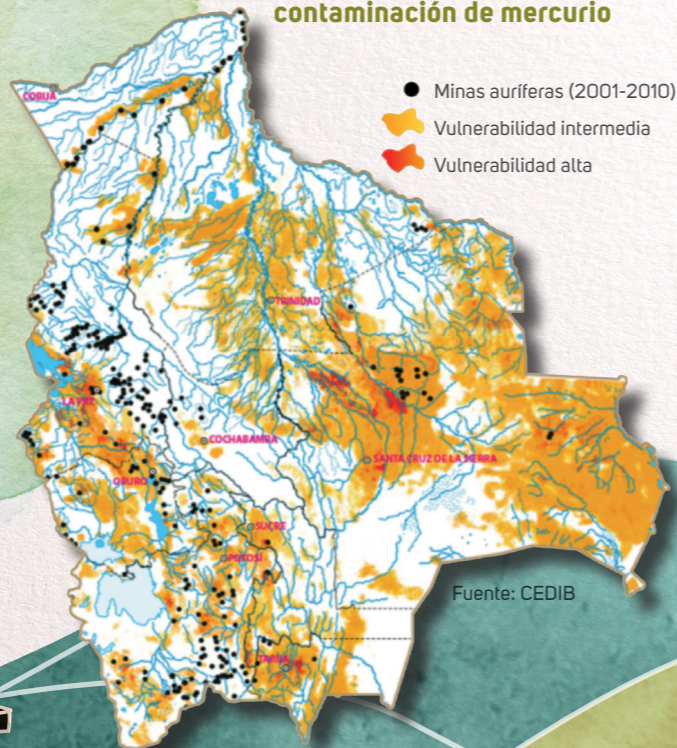 contaminación de mercurio
Minas auríferas (2001-2010)
Vulnerabilidad intermedia
Vulnerabilidad alta
COBIJA
TRINIDAD
LA PAZ
COCHABAMBA
SANTA CRUZ DE LA SIERRA
ORURO
SUCRE
POTOSÍ
Fuente: CEDIB
TARIJA